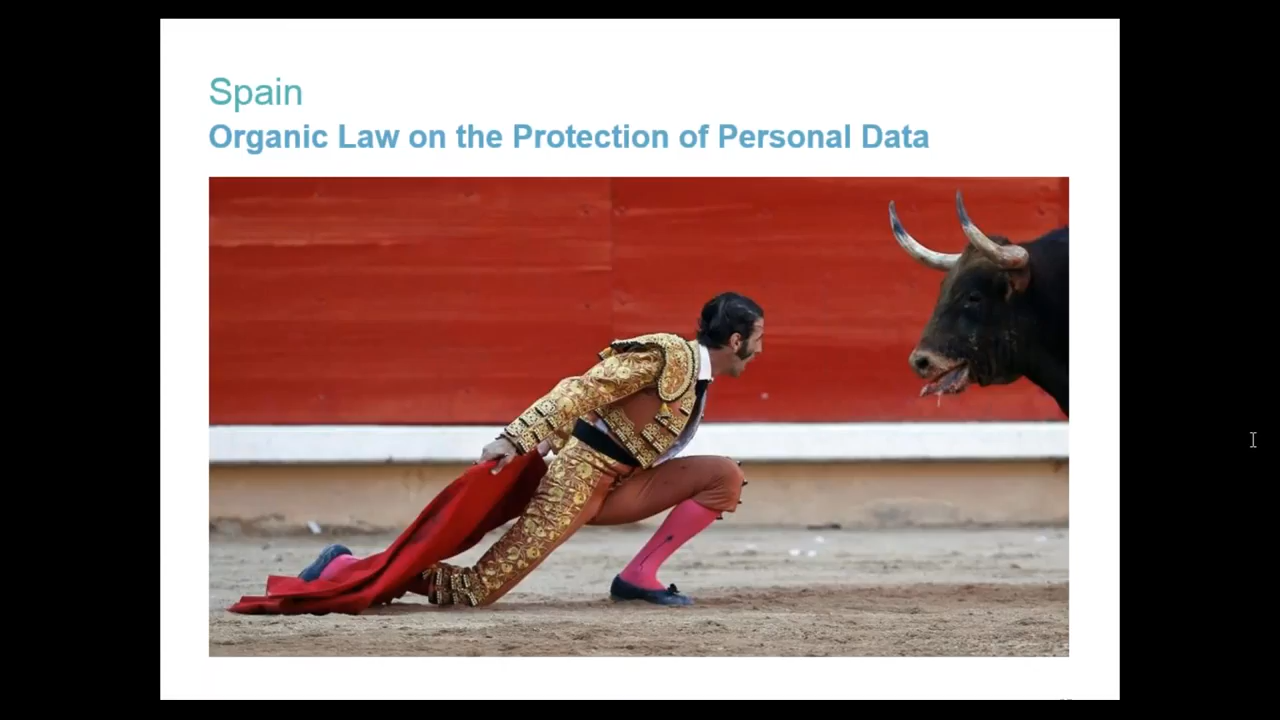 Spain
Organic Law on the Protection of Personal Data